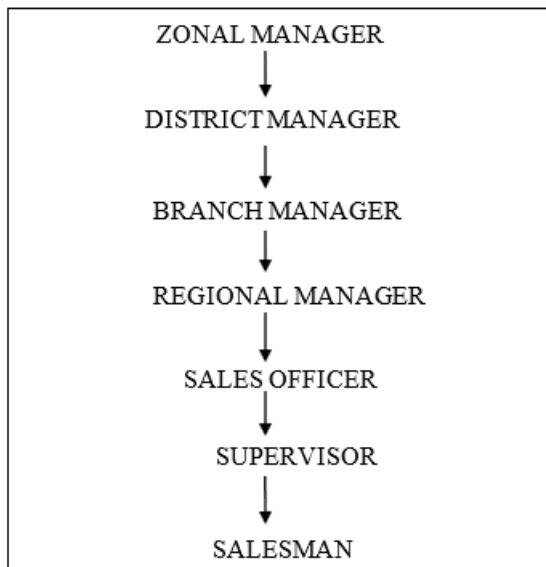 ZONAL MANAGER
DISTRICT MANAGER
BRANCH MANAGER
REGIONAL MANAGER
SALES OFFICER
SUPERVISOR
SALESMAN